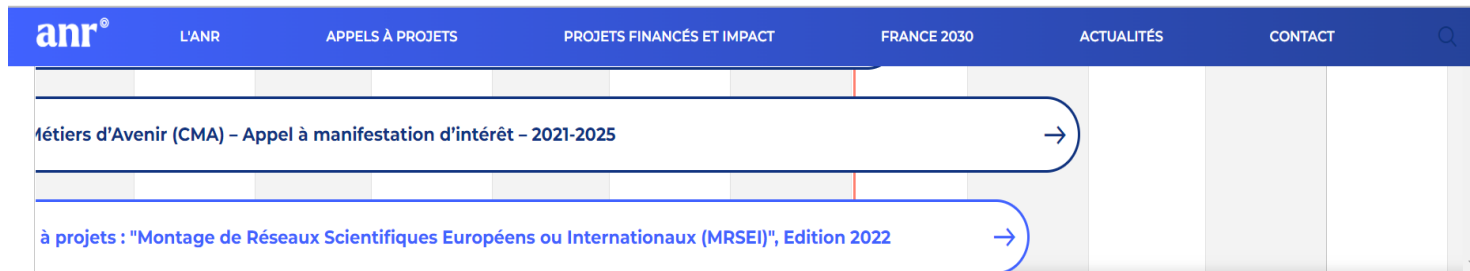 anr©
L'ANR
APPELS À PROJETS
PROJETS FINANCÉS ET IMPACT
FRANCE 2030
ACTUALITÉS
CONTACT
Métiers d’Avenir (CMA) – Appel à manifestation d’intérêt – 2021-2025
à projets : "Montage de Réseaux Scientifiques Européens ou Internationaux (MRSEI)", Edition 2022